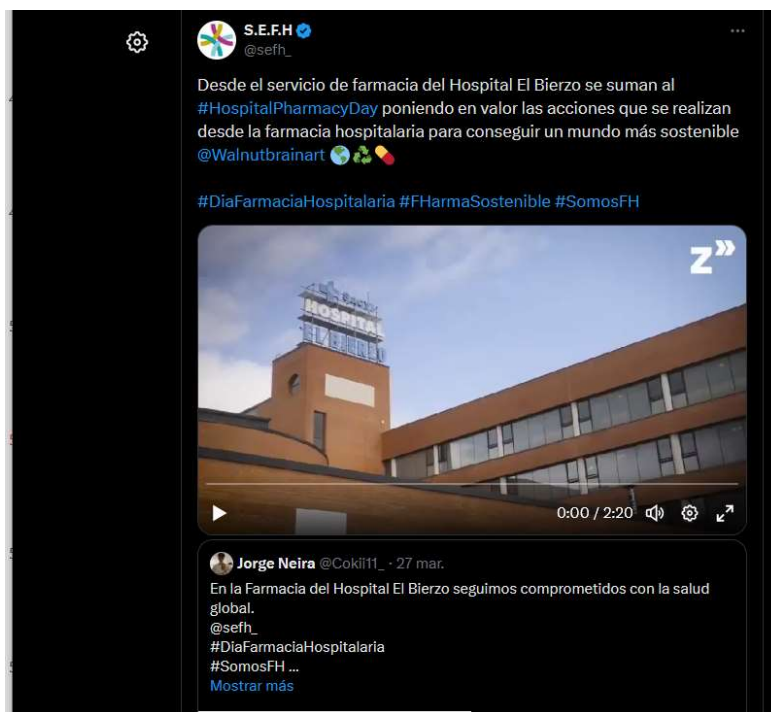 S.E.F.H
@sefh_
Desde el servicio de farmacia del Hospital El Bierzo se suman al
#HospitalPharmacyDay poniendo en valor las acciones que se realizan
desde la farmacia hospitalaria para conseguir un mundo más sostenible
@Walnutbrainart
#DiaFarmaciaHospitalaria #FHarmaSostenible #SomosFH
Z»
HOSPITAL
EL BIERZO
0:00 / 2:20
Jorge Neira @Cokii11_ · 27 mar.
En la Farmacia del Hospital El Bierzo seguimos comprometidos con la salud
global.
@sefh_
#DiaFarmaciaHospitalaria
#SomosFH ...
Mostrar más